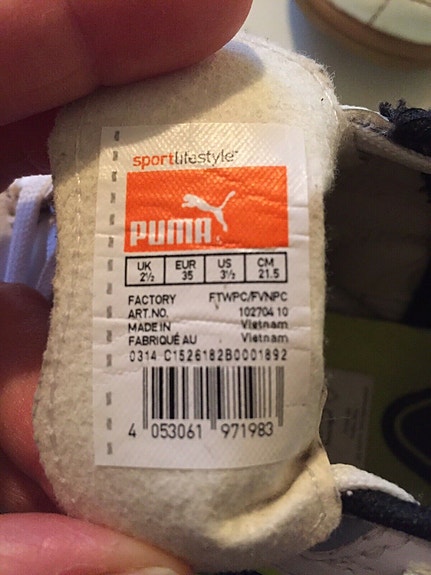 sportlifestyle™
PUMA
UK EUR US CM
2½ 35 3½ 21.5
FACTORY FTWPC/FVNPC
ART.NO. 102704 10
MADE IN Vietnam
FABRIQUÉ AU Vietnam
0314 C1526182B0001892
4 053061 971983